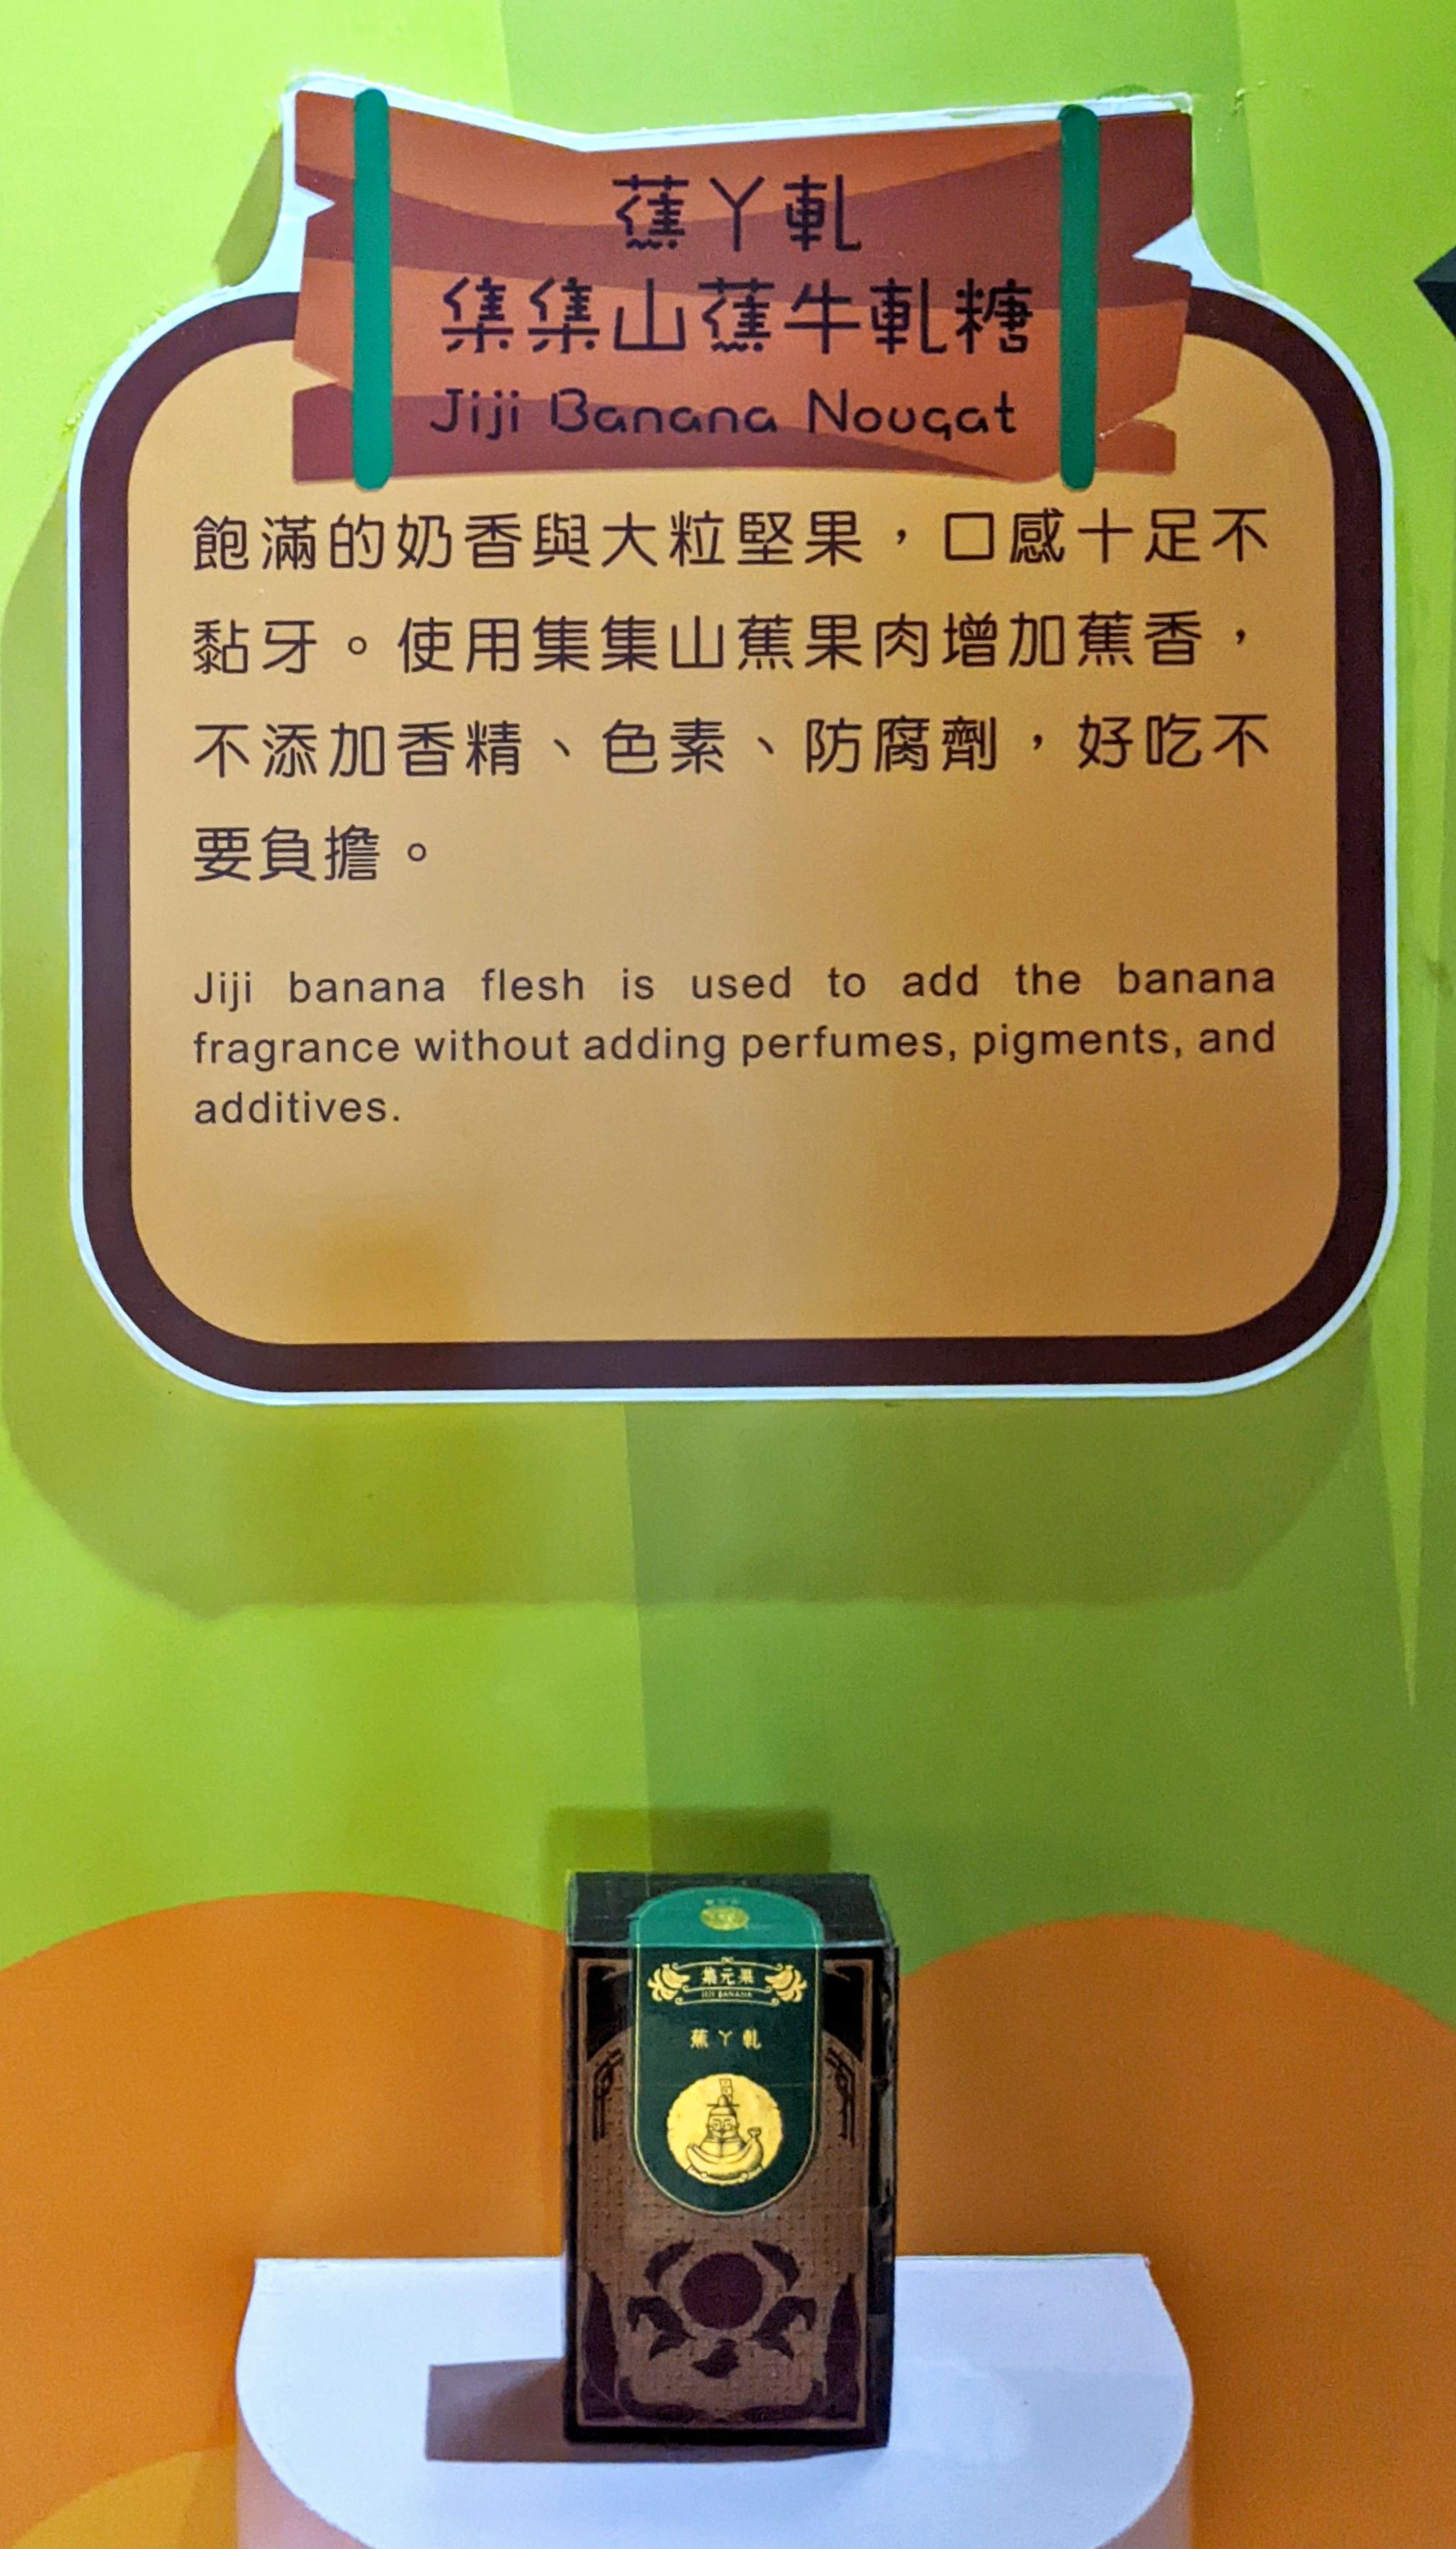 蕉丫軋
集集山蕉牛軋糖
Jiji Banana Nougat
飽滿的奶香與大粒堅果，口感十足不
黏牙。使用集集山蕉果肉增加蕉香，
不添加香精、色素、防腐劑，好吃不
要負擔。
Jiji banana flesh is used to add the banana
fragrance without adding perfumes, pigments, and
additives.
集元果
JIJI BANANA
蕉丫軋